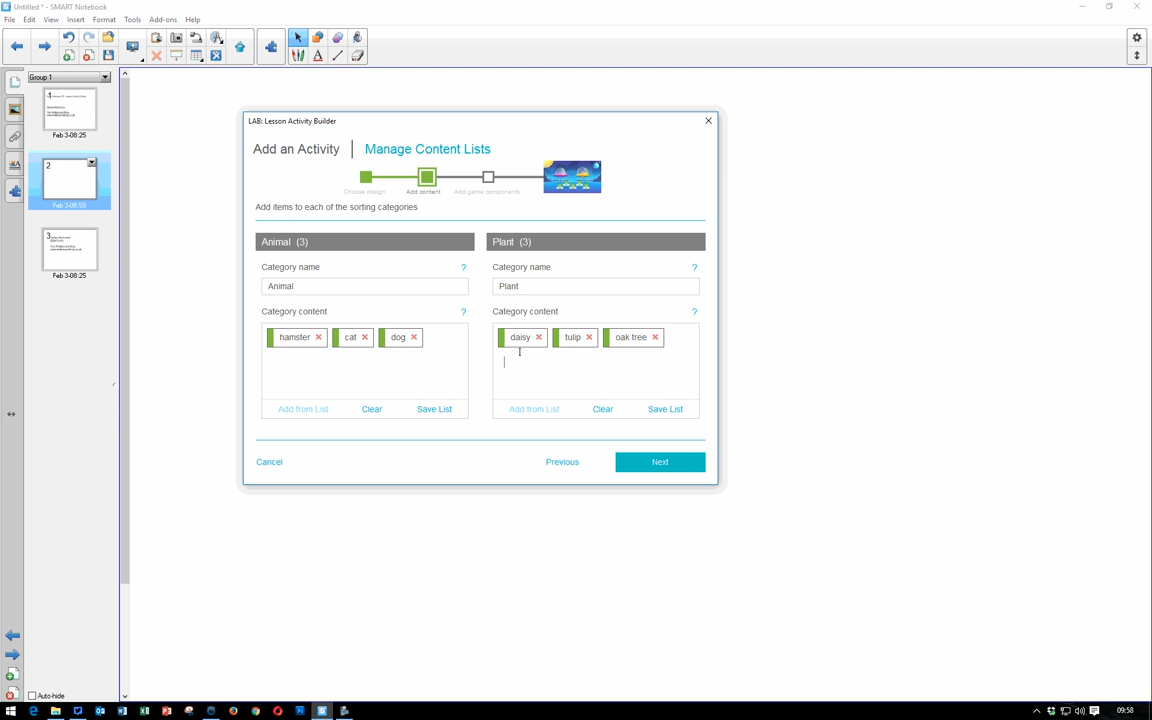 Untitled * - SMART Notebook
File Edit View Insert Format Tools Add-ons Help
Group 1
1
Feb 3-08:25
2
3
Feb 3-08:25
LAB: Lesson Activity Builder
Add an Activity Manage Content Lists
Choose design Add content Add game components
Add items to each of the sorting categories
Animal (3) Plant (3)
Category name ? Category name ?
Animal Plant
Category content ? Category content ?
hamster cat dog daisy tulip oak tree
Add from List Clear Save List Add from List Clear Save List
Cancel Previous Next
Auto-hide
09:58